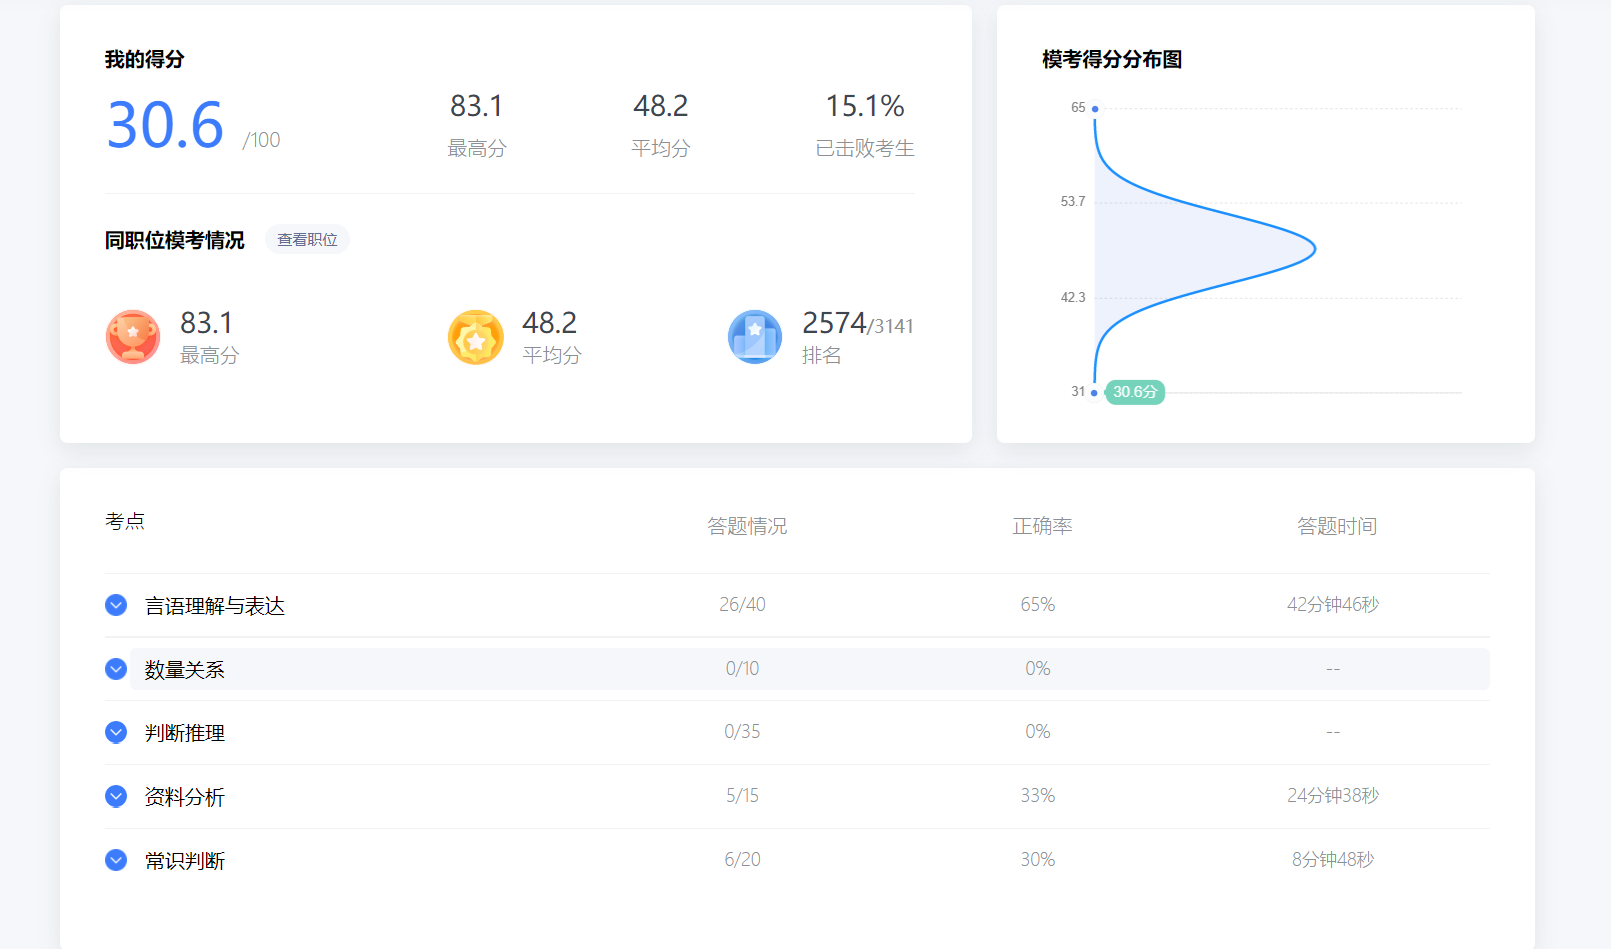 我的得分
30.6 /100
83.1
最高分
48.2
平均分
15.1%
已击败考生
同职位模考情况 查看职位
83.1
最高分
48.2
平均分
2574/3141
排名
模考得分分布图
65
53.7
42.3
31 30.6分
考点 答题情况 正确率 答题时间
言语理解与表达 26/40 65% 42分钟46秒
数量关系 0/10 0% --
判断推理 0/35 0% --
资料分析 5/15 33% 24分钟38秒
常识判断 6/20 30% 8分钟48秒